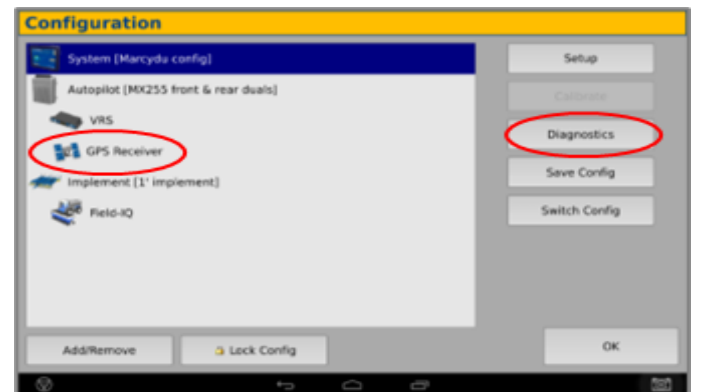 Configuration
System [Marcydu config]
Autopilot [MX255 front & rear duals]
VRS
GPS Receiver
Implement [1' implement]
Field-IQ
Setup
Calibrate
Diagnostics
Save Config
Switch Config
Add/Remove
Lock Config
OK